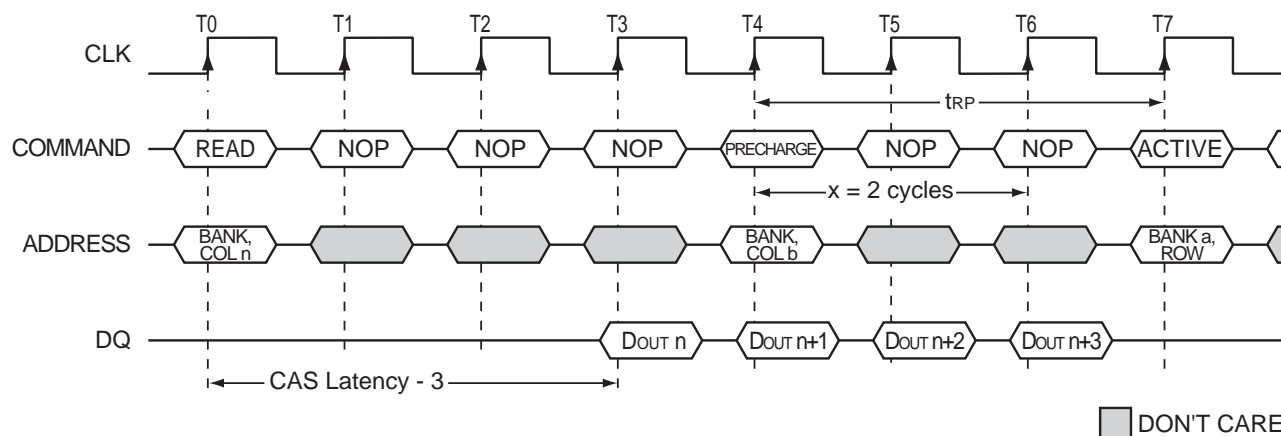 T0 T1 T2 T3 T4 T5 T6 T7
CLK
tRP
COMMAND READ NOP NOP NOP PRECHARGE NOP NOP ACTIVE
x = 2 cycles
ADDRESS BANK, COL n BANK, COL b BANK a, ROW
DQ DOUT n DOUT n+1 DOUT n+2 DOUT n+3
CAS Latency - 3
DON'T CARE